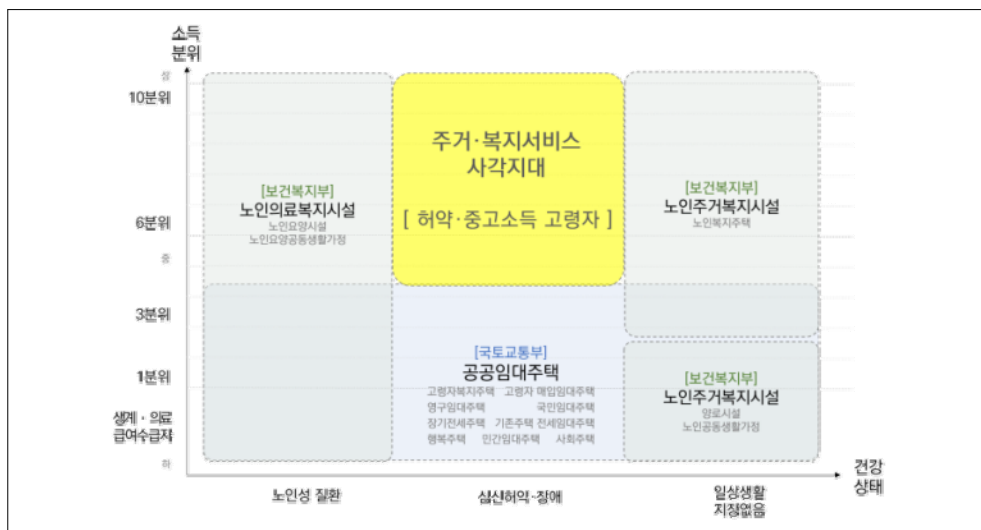 소득
분위
상
10분위
6분위
중
3분위
1분위
생계·의료
급여수급자
하
[보건복지부]
노인의료복지시설
노인요양시설
노인요양공동생활가정
주거·복지서비스
사각지대
[ 허약·중고소득 고령자 ]
[보건복지부]
노인주거복지시설
노인복지주택
[국토교통부]
공공임대주택
고령자복지주택 고령자 매입임대주택
영구임대주택 국민임대주택
장기전세주택 기존주택 전세임대주택
행복주택 민간임대주택 사회주택
[보건복지부]
노인주거복지시설
양로시설
노인공동생활가정
노인성 질환
심신허약·장애
일상생활
지장없음
건강
상태